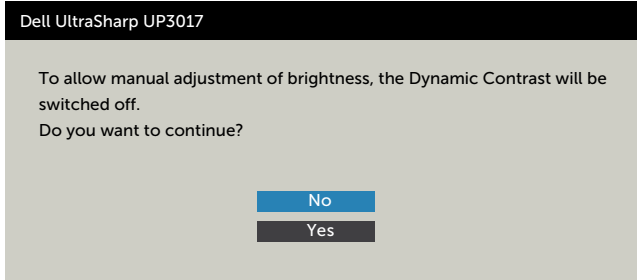 Dell UltraSharp UP3017
To allow manual adjustment of brightness, the Dynamic Contrast will be
switched off.
Do you want to continue?
No
Yes